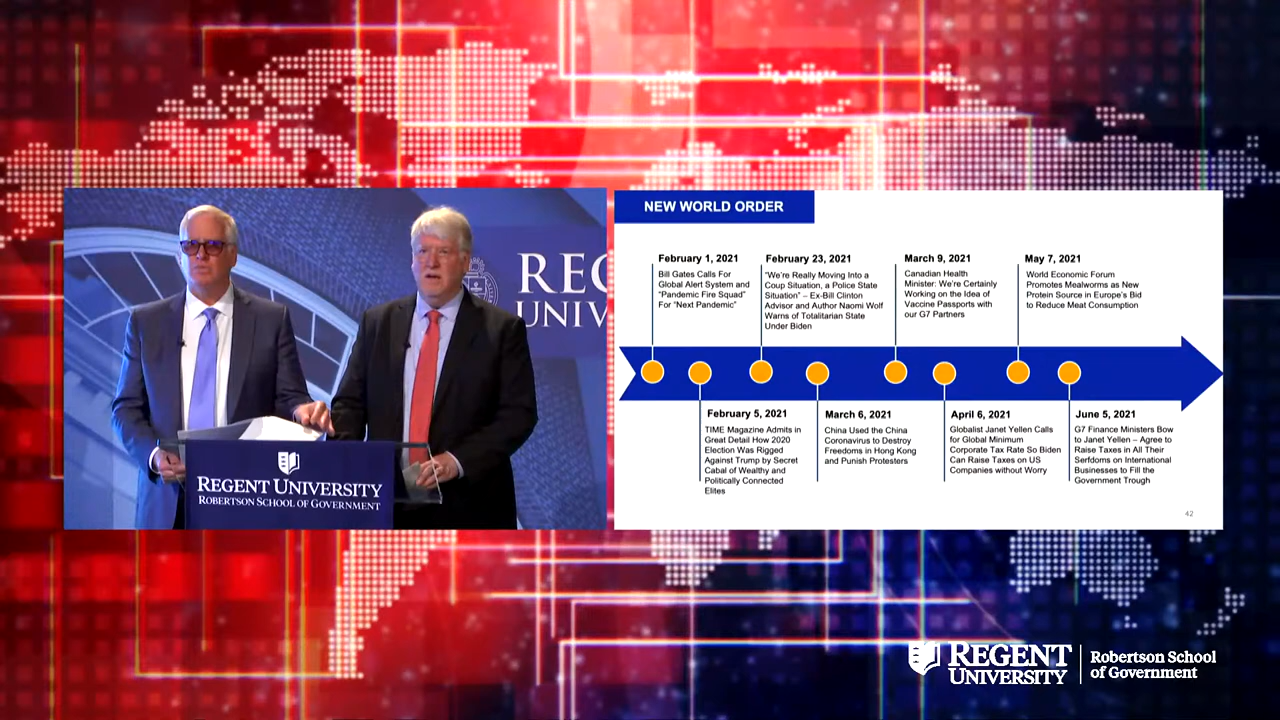 REG
UNIV
REGENT UNIVERSITY
ROBERTSON SCHOOL OF GOVERNMENT
NEW WORLD ORDER
February 1, 2021
Bill Gates Calls For
Global Alert System and
“Pandemic Fire Squad”
For “Next Pandemic”
February 23, 2021
“We’re Really Moving Into a
Coup Situation, a Police State
Situation” – Ex-Bill Clinton
Advisor and Author Naomi Wolf
Warns of Totalitarian State
Under Biden
March 9, 2021
Canadian Health
Minister: We’re Certainly
Working on the Idea of
Vaccine Passports with
our G7 Partners
May 7, 2021
World Economic Forum
Promotes Mealworms as New
Protein Source in Europe’s Bid
to Reduce Meat Consumption
February 5, 2021
TIME Magazine Admits in
Great Detail How 2020
Election Was Rigged
Against Trump by Secret
Cabal of Wealthy and
Politically Connected
Elites
March 6, 2021
China Used the China
Coronavirus to Destroy
Freedoms in Hong Kong
and Punish Protesters
April 6, 2021
Globalist Janet Yellen Calls
for Global Minimum
Corporate Tax Rate So Biden
Can Raise Taxes on US
Companies without Worry
June 5, 2021
G7 Finance Ministers Bow
to Janet Yellen – Agree to
Raise Taxes in All Their
Serfdoms on International
Businesses to Fill the
Government Trough
42
REGENT
UNIVERSITY
Robertson School
of Government